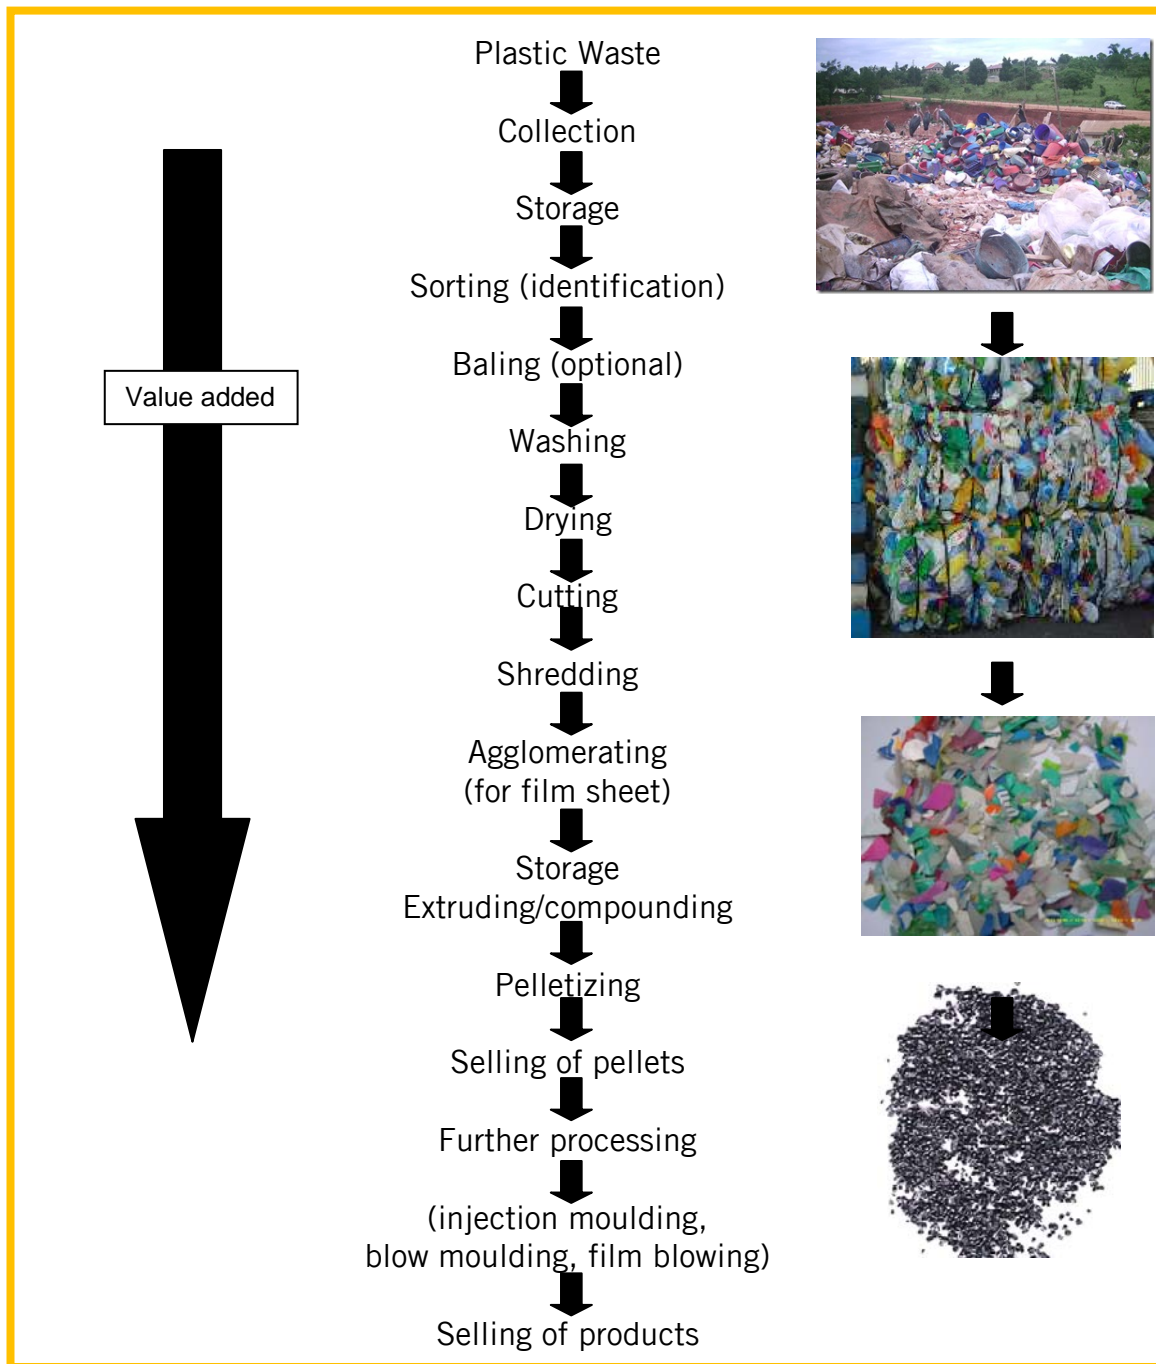 Plastic Waste
Collection
Storage
Sorting (identification)
Baling (optional)
Value added
Washing
Drying
Cutting
Shredding
Agglomerating
(for film sheet)
Storage
Extruding/compounding
Pelletizing
Selling of pellets
Further processing
(injection moulding,
blow moulding, film blowing)
Selling of products